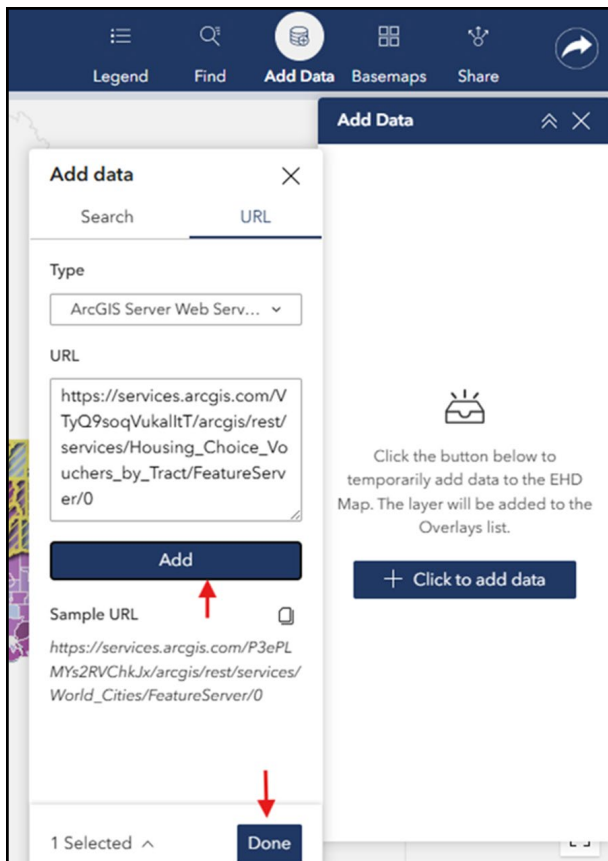 Legend Find Add Data Basemaps Share
Add Data
Add data
Search URL
Type
ArcGIS Server Web Serv...
URL
https://services.arcgis.com/V
TyQ9soqVukalItT/arcgis/rest/
services/Housing_Choice_Vo
uchers_by_Tract/FeatureServ
er/0
Add
Sample URL
https://services.arcgis.com/P3ePL
MYs2RVChkJx/arcgis/rest/services/
World_Cities/FeatureServer/0
1 Selected
Done
Click the button below to
temporarily add data to the EHD
Map. The layer will be added to the
Overlays list.
+ Click to add data